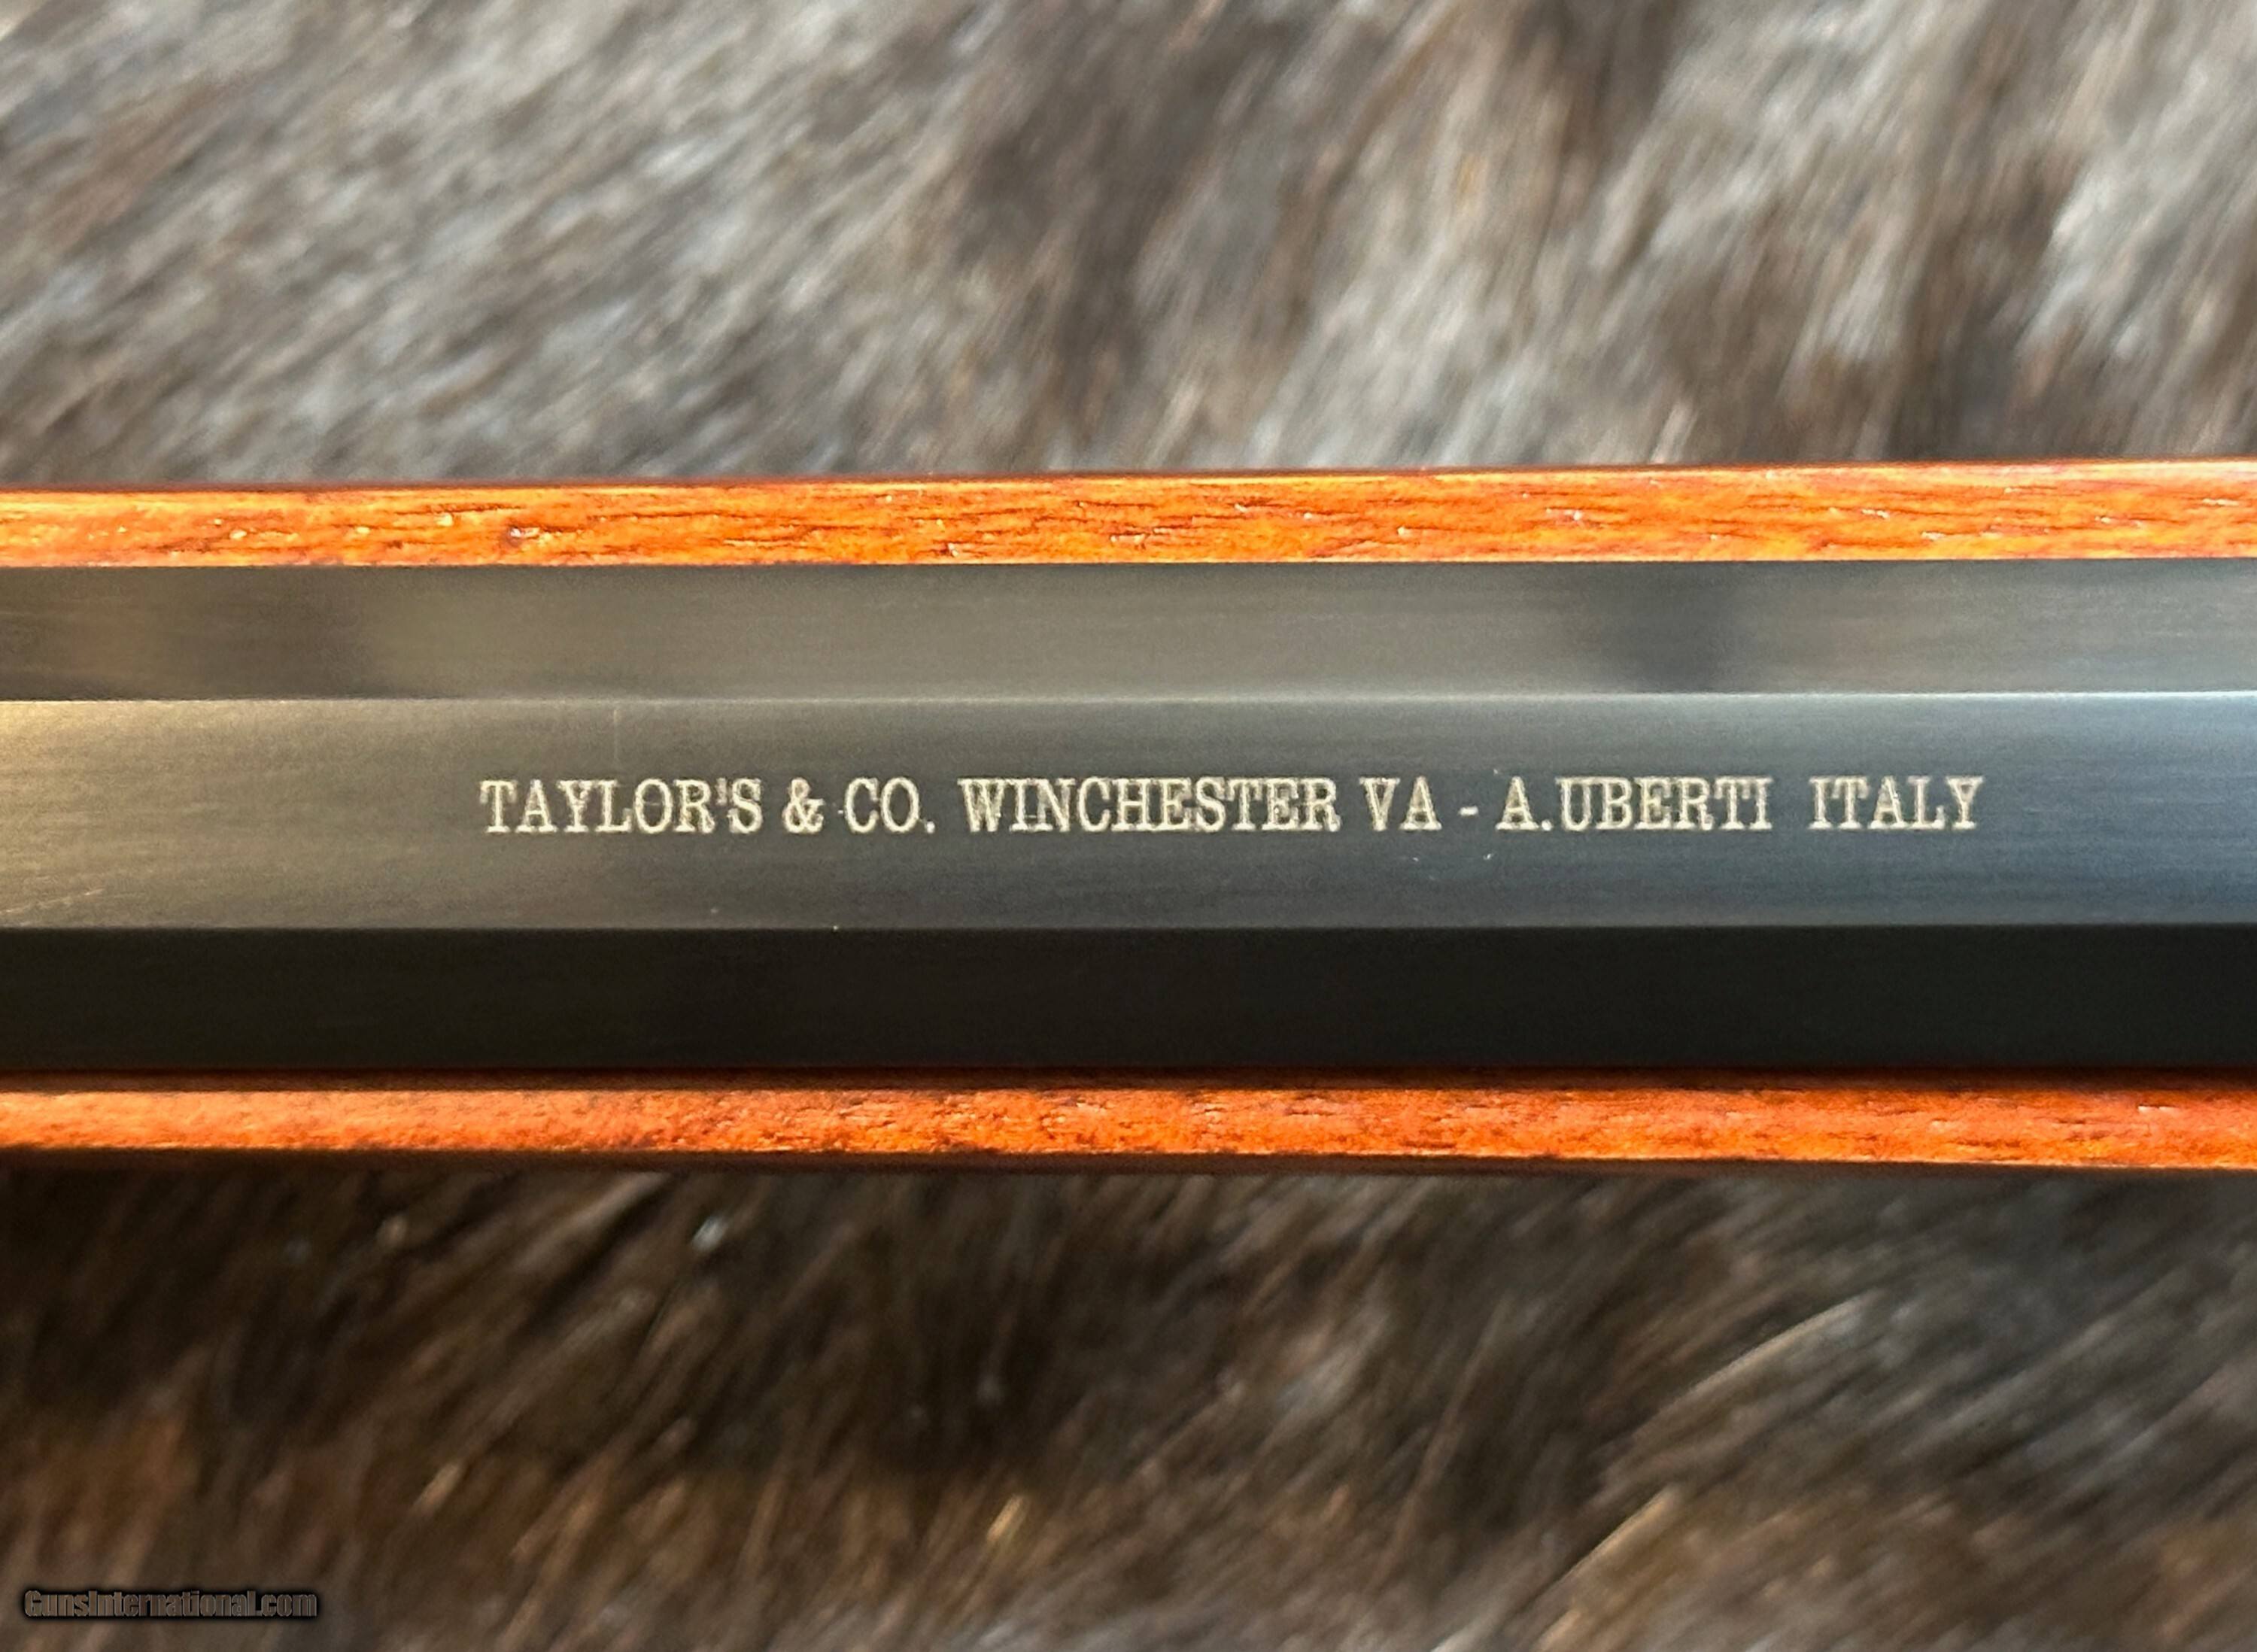 TAYLOR'S & CO. WINCHESTER VA - A.UBERTI ITALY
GunsInternational.com